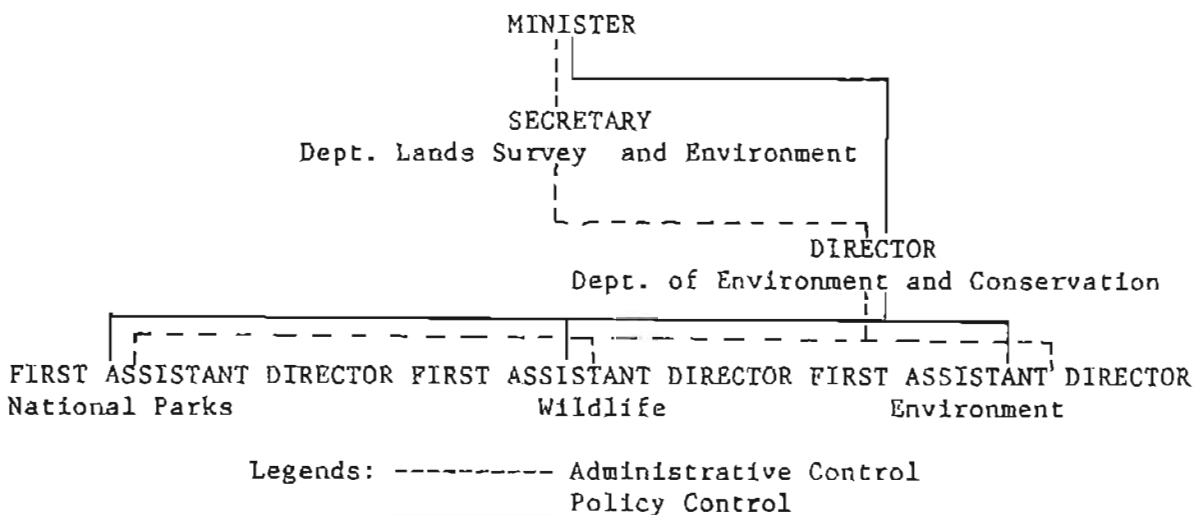 MINISTER
SECRETARY
Dept. Lands Survey and Environment
DIRECTOR
Dept. of Environment and Conservation
FIRST ASSISTANT DIRECTOR FIRST ASSISTANT DIRECTOR FIRST ASSISTANT DIRECTOR
National Parks Wildlife Environment
Legends: ---------- Administrative Control
Policy Control